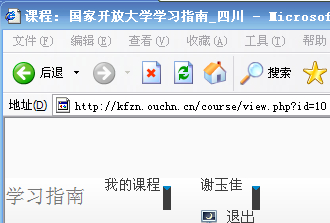 课程: 国家开放大学学习指南_四川 - Microsof
文件(F) 编辑(E) 查看(V) 收藏(A) 工具(T) 帮助
后退 搜索
地址(D) http://kfzn.ouchn.cn/course/view.php?id=10
我的课程 谢玉佳
学习指南
退出